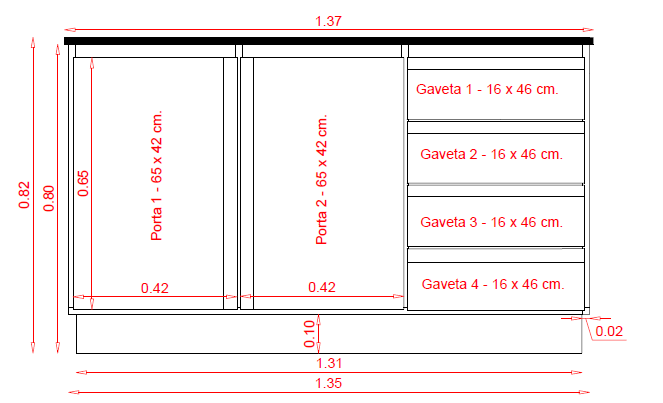 1.37
Gaveta 1 - 16 x 46 cm.
Porta 1 - 65 x 42 cm.
Porta 2 - 65 x 42 cm.
Gaveta 2 - 16 x 46 cm.
0.82
0.80
0.65
Gaveta 3 - 16 x 46 cm.
0.42
0.42
Gaveta 4 - 16 x 46 cm.
0.10
0.02
1.31
1.35